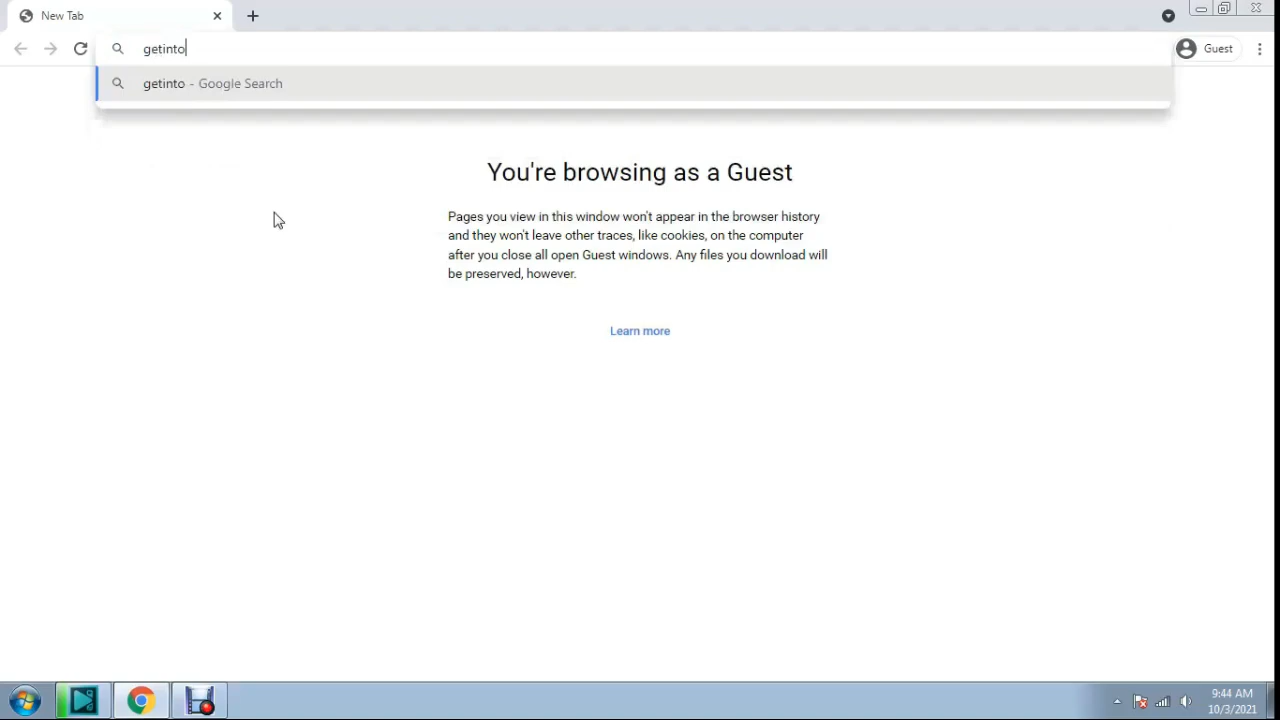 New Tab
getinto
Guest
getinto - Google Search
You're browsing as a Guest
Pages you view in this window won't appear in the browser history
and they won't leave other traces, like cookies, on the computer
after you close all open Guest windows. Any files you download will
be preserved, however.
Learn more
9:44 AM
10/3/2021